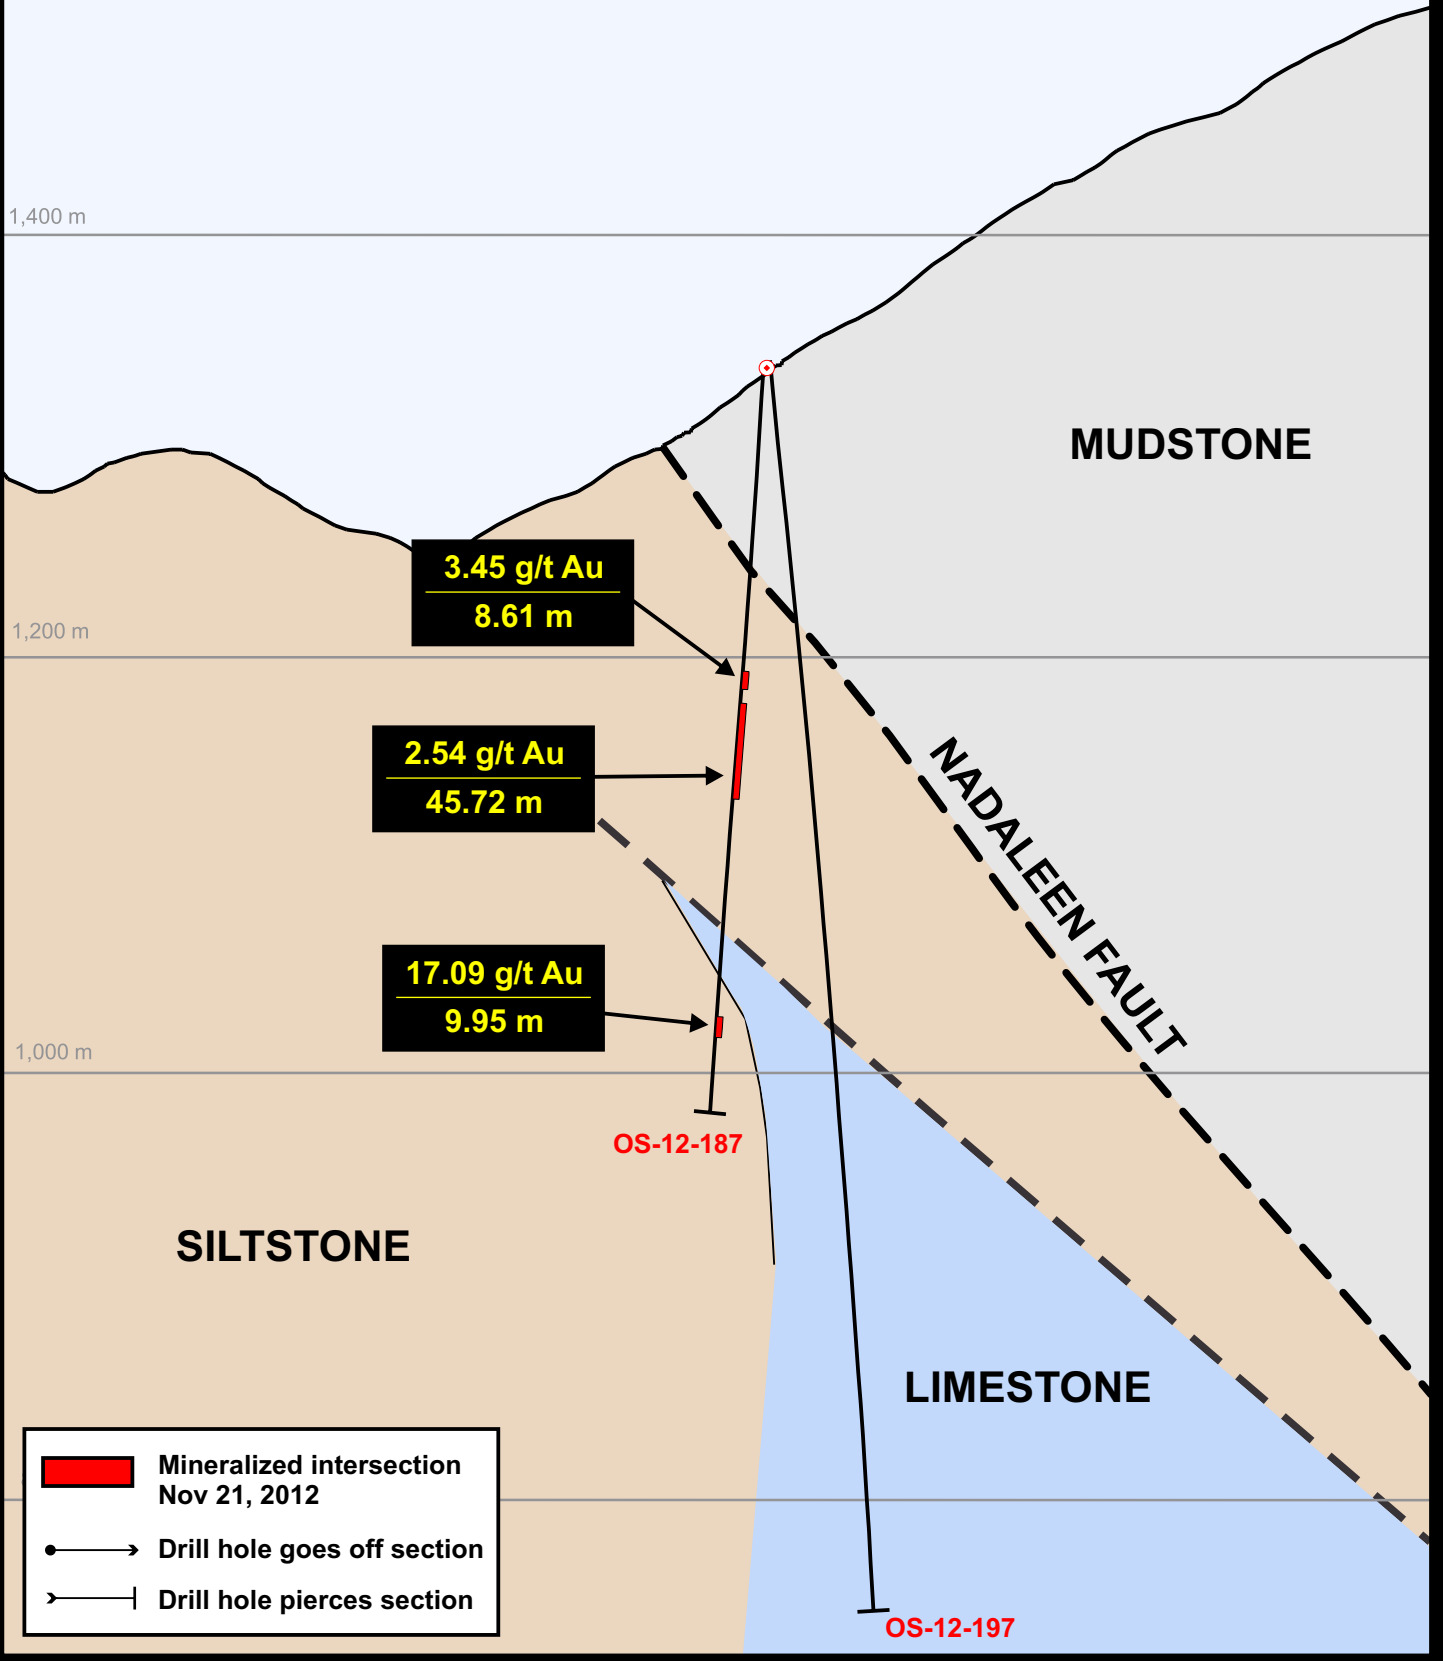 1,400 m
MUDSTONE
3.45 g/t Au
8.61 m
1,200 m
2.54 g/t Au
45.72 m
NADALEEN FAULT
17.09 g/t Au
9.95 m
1,000 m
OS-12-187
SILTSTONE
LIMESTONE
Mineralized intersection
Nov 21, 2012
Drill hole goes off section
Drill hole pierces section
OS-12-197